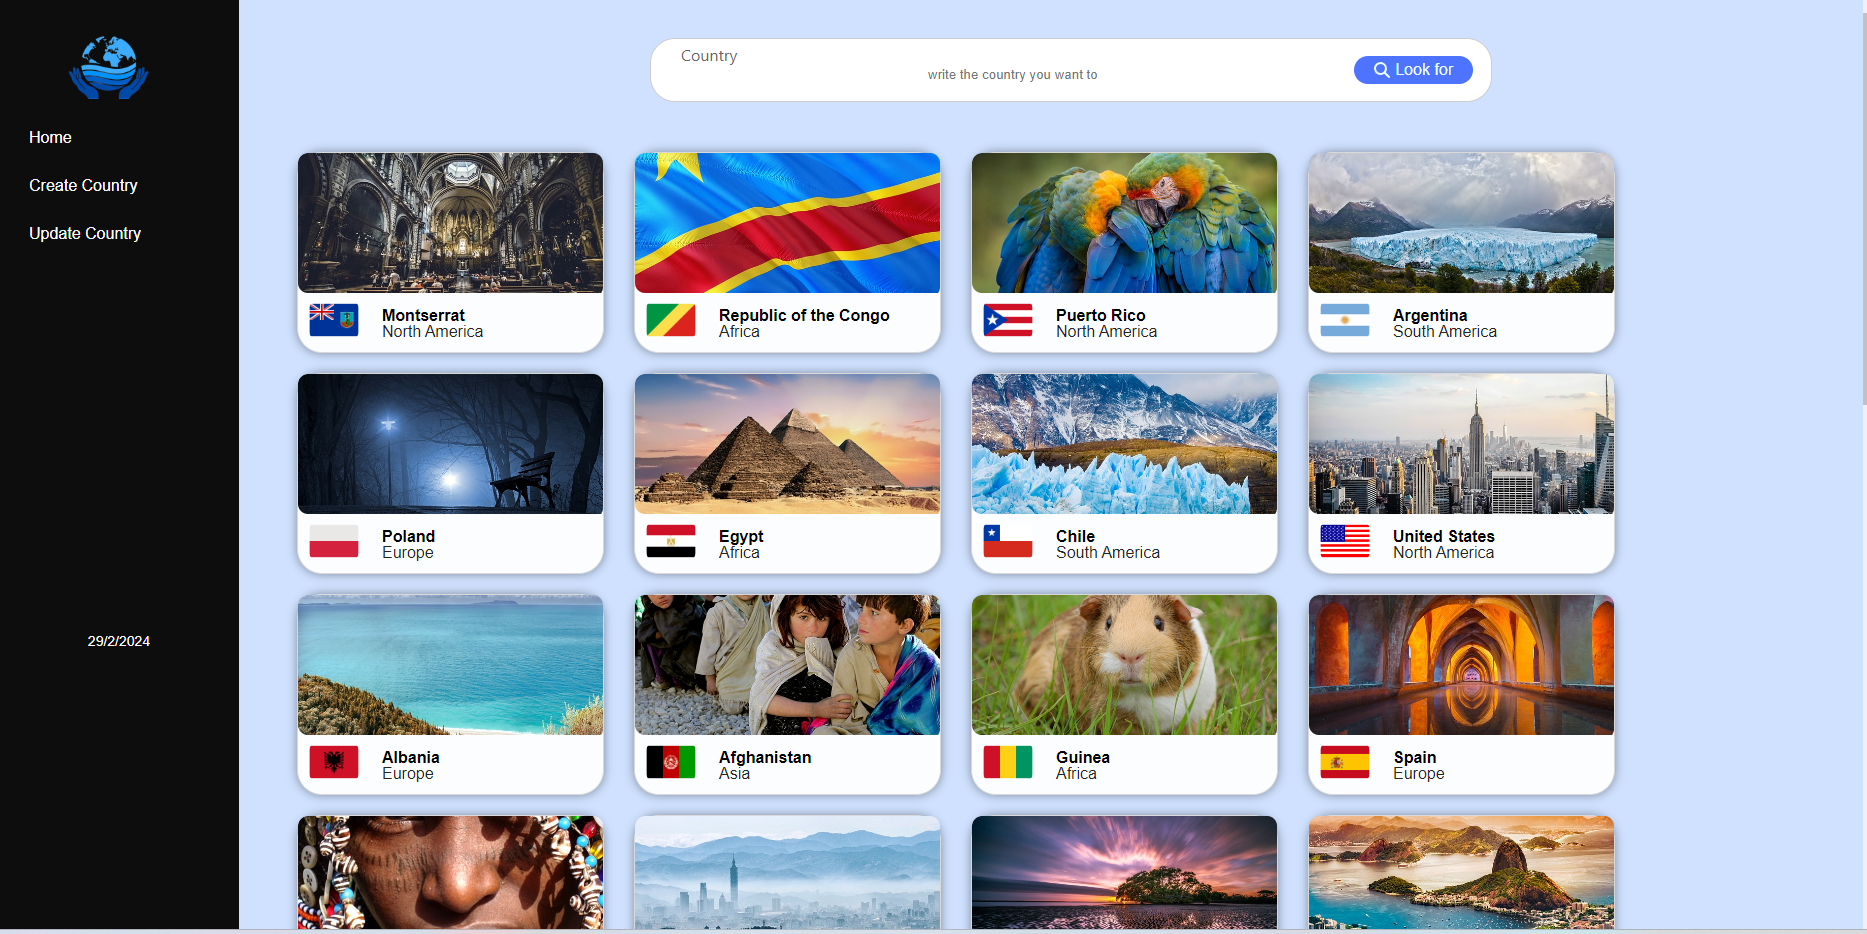 Home
Create Country
Update Country
29/2/2024
Country
write the country you want to
Look for
Montserrat
North America
Republic of the Congo
Africa
Puerto Rico
North America
Argentina
South America
Poland
Europe
Egypt
Africa
Chile
South America
United States
North America
Albania
Europe
Afghanistan
Asia
Guinea
Africa
Spain
Europe